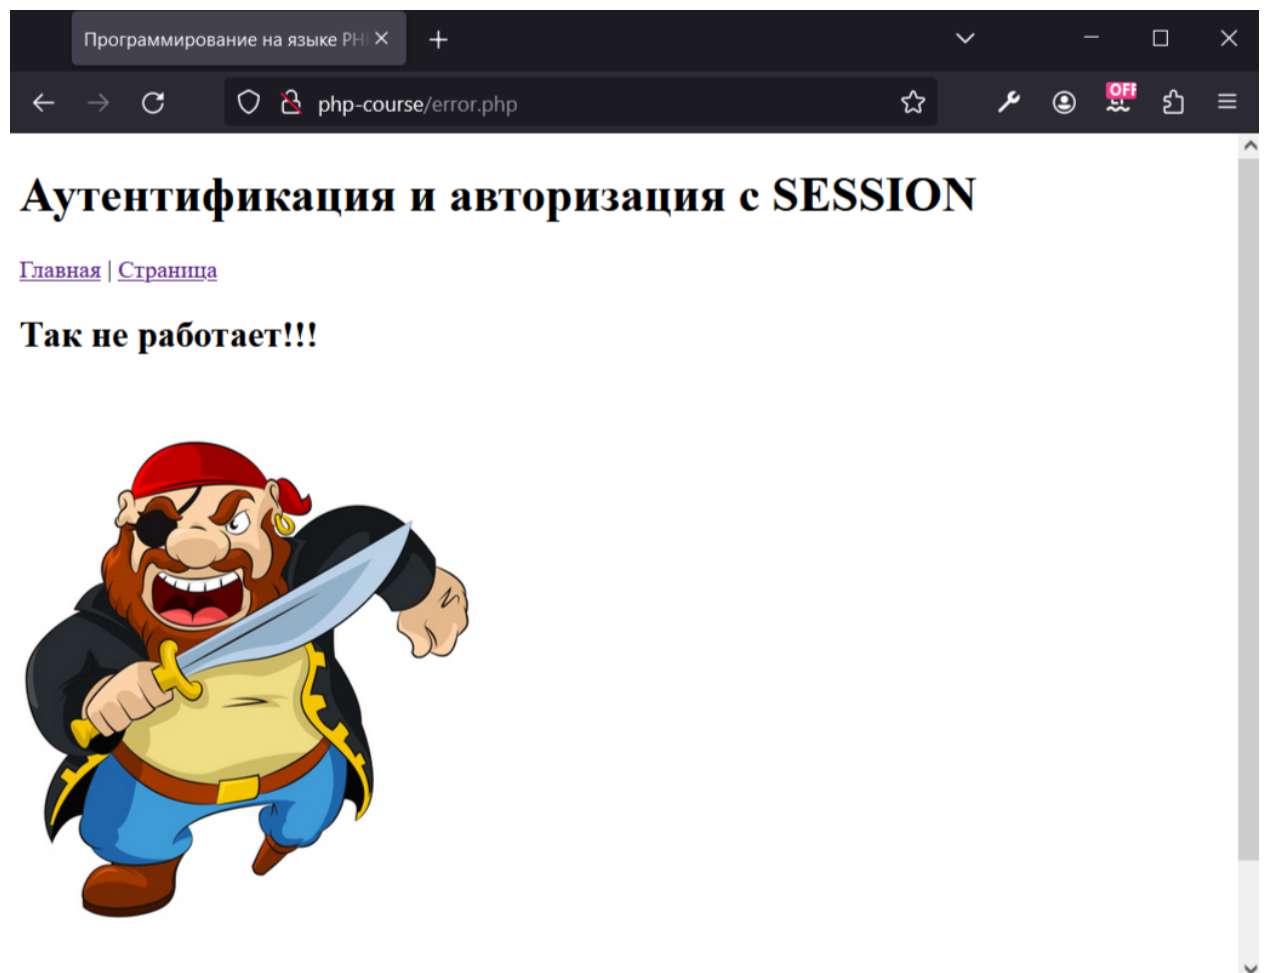 Программирование на языке PH
php-course/error.php
OFF
Аутентификация и авторизация с SESSION
Главная | Страница
Так не работает!!!